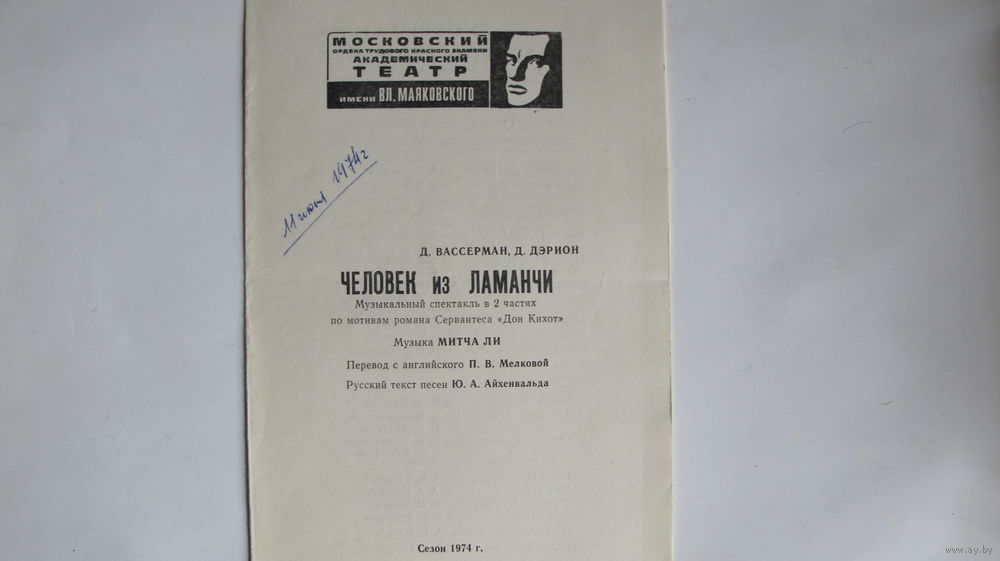 МОСКОВСКИЙ
ОРДЕНА ТРУДОВОГО КРАСНОГО ЗНАМЕНИ
АКАДЕМИЧЕСКИЙ
ТЕАТР
ИМЕНИ ВЛ. МАЯКОВСКОГО
11 июня 1974 г
Д. ВАССЕРМАН, Д. ДЭРИОН
ЧЕЛОВЕК ИЗ ЛАМАНЧИ
Музыкальный спектакль в 2 частях
по мотивам романа Сервантеса «Дон Кихот»
Музыка МИТЧА ЛИ
Перевод с английского П. В. Мелковой
Русский текст песен Ю. А. Айхенвальда
Сезон 1974 г.
www.ay.by